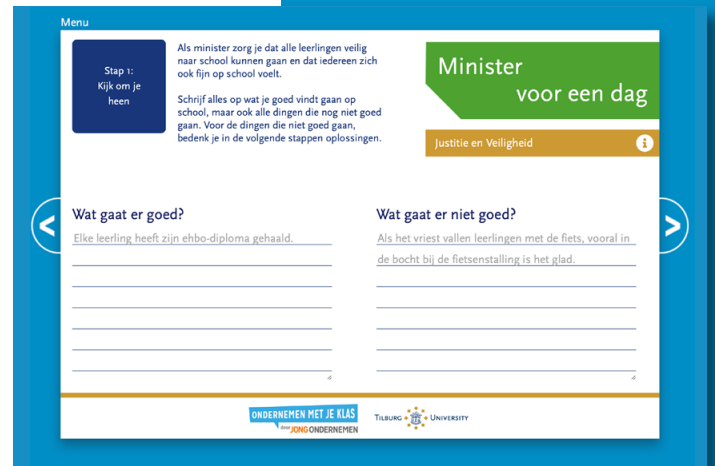 Menu
Stap 1:
Kijk om je
heen
Als minister zorg je dat alle leerlingen veilig
naar school kunnen gaan en dat iedereen zich
ook fijn op school voelt.
Schrijf alles op wat je goed vindt gaan op
school, maar ook alle dingen die nog niet goed
gaan. Voor de dingen die niet goed gaan,
bedenk je in de volgende stappen oplossingen.
Minister
voor een dag
Justitie en Veiligheid
i
Wat gaat er goed?
Elke leerling heeft zijn ehbo-diploma gehaald.
Wat gaat er niet goed?
Als het vriest vallen leerlingen met de fiets, vooral in
de bocht bij de fietsenstalling is het glad.
< >
ONDERNEMEN MET JE KLAS
door JONG ONDERNEMEN
TILBURG UNIVERSITY